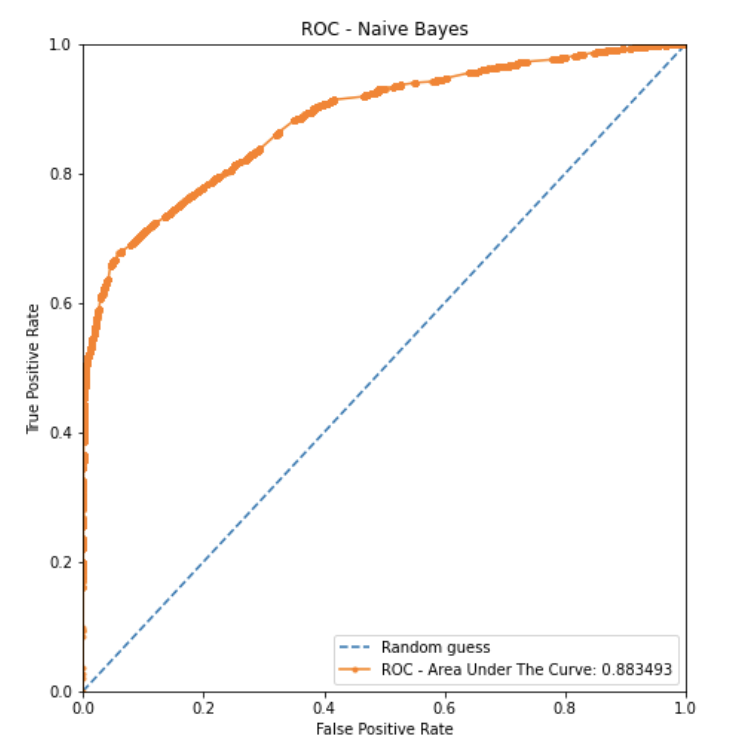 ROC - Naive Bayes
1.0
0.8
0.6
0.4
0.2
0.0
True Positive Rate
Random guess
ROC - Area Under The Curve: 0.883493
0.0 0.2 0.4 0.6 0.8 1.0
False Positive Rate